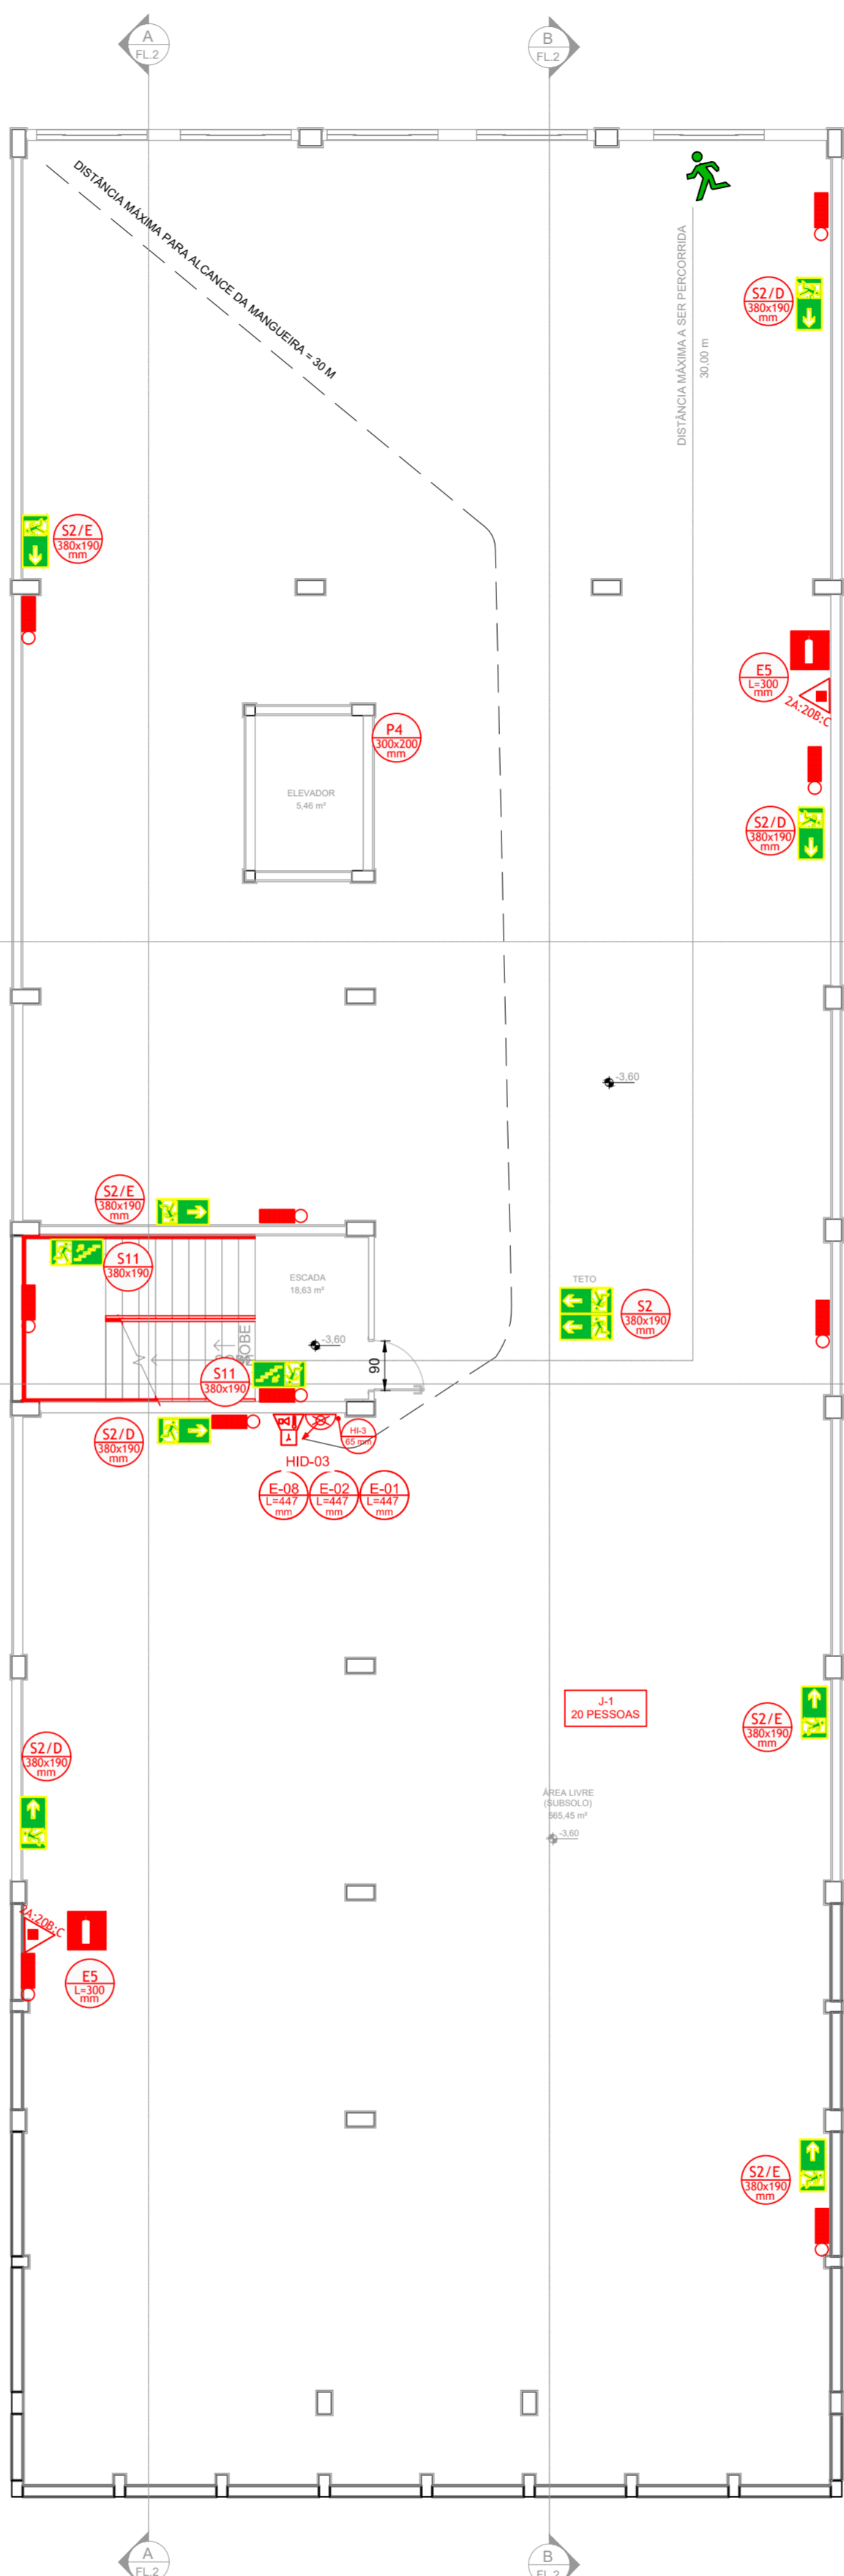 A
FL.2
B
FL.2
DISTÂNCIA MÁXIMA PARA ALCANCE DA MANGUEIRA = 30 M
DISTÂNCIA MÁXIMA A SER PERCORRIDA
30.00 m
S2/D
380x190
mm
S2/E
380x190
mm
E5
L=300
mm
2A:20B:C
P4
300x200
mm
ELEVADOR
5,46 m²
S2/D
380x190
mm
-3,60
S2/E
380x190
mm
S11
380x190
ESCADA
18,63 m²
TETO
S2
380x190
mm
-3,60
SOBE
90
S11
380x190
S2/D
380x190
mm
HI-3
65 mm
HID-03
E-08
L=447
mm
E-02
L=447
mm
E-01
L=447
mm
J-1
20 PESSOAS
S2/E
380x190
mm
S2/D
380x190
mm
ÁREA LIVRE
(SUBSOLO)
565,45 m²
-3,60
2A:20B:C
E5
L=300
mm
S2/E
380x190
mm
A
FL.2
B
FL.2